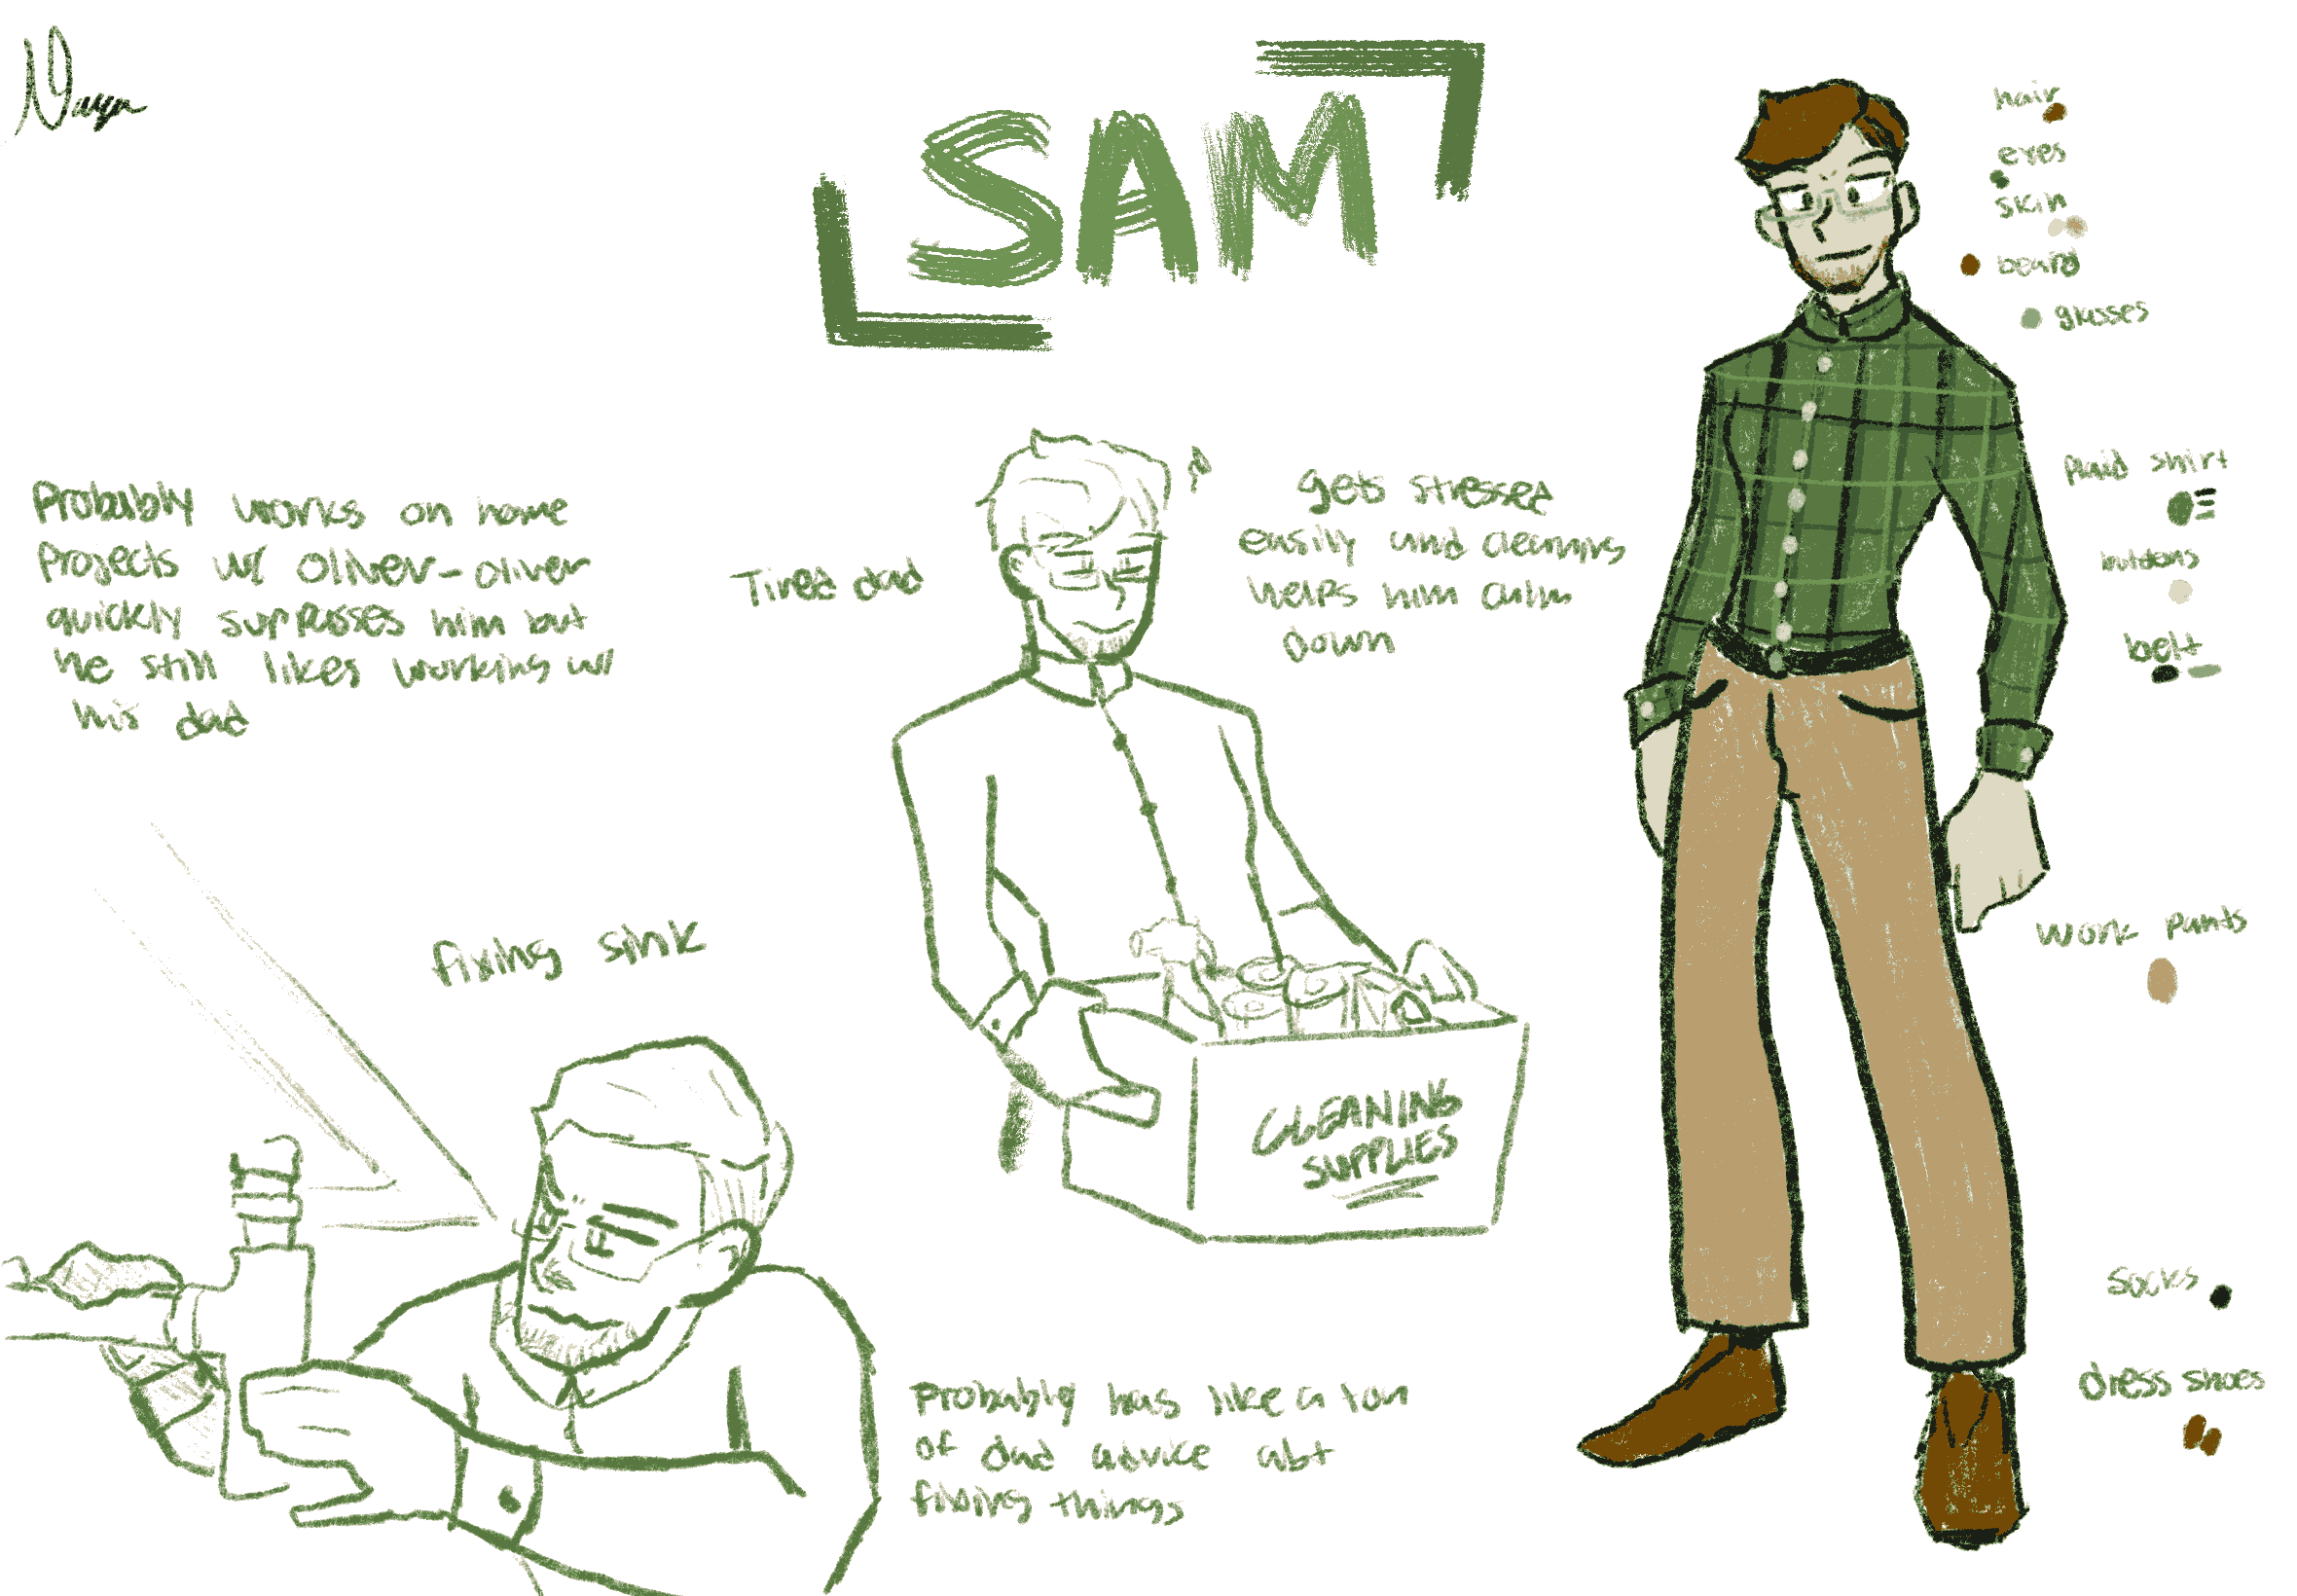 SAM
Probably works on home
projects w/ oliver - oliver
quickly surpasses him but
he still likes working w/
his dad
Tired dad
gets stressed
easily and cleaning
helps him calm
down
fixing sink
CLEANING
SUPPLIES
Probably has like a ton
of dad advice abt
fixing things
hair
eyes
skin
beard
glasses
plaid shirt
buttons
belt
work pants
socks
dress shoes